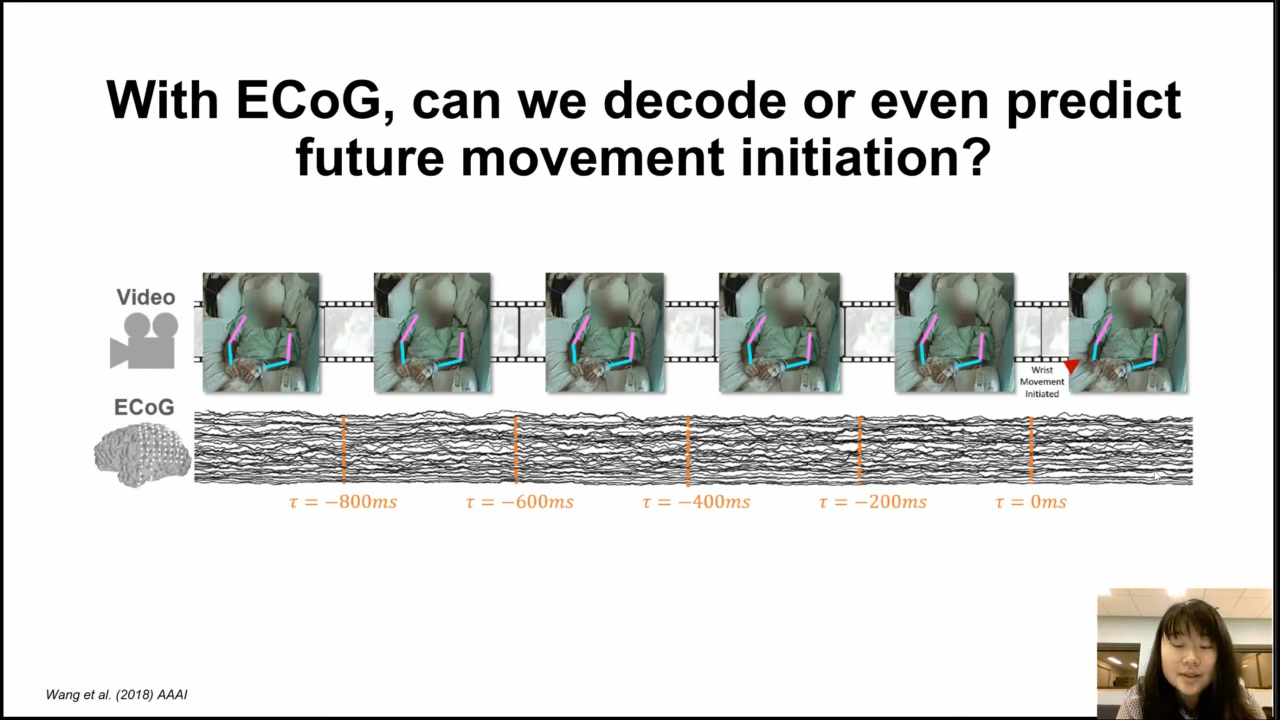 With ECoG, can we decode or even predict
future movement initiation?
Video
Wrist
Movement
Initiated
ECoG
τ = −800ms
τ = −600ms
τ = −400ms
τ = −200ms
τ = 0ms
Wang et al. (2018) AAAI